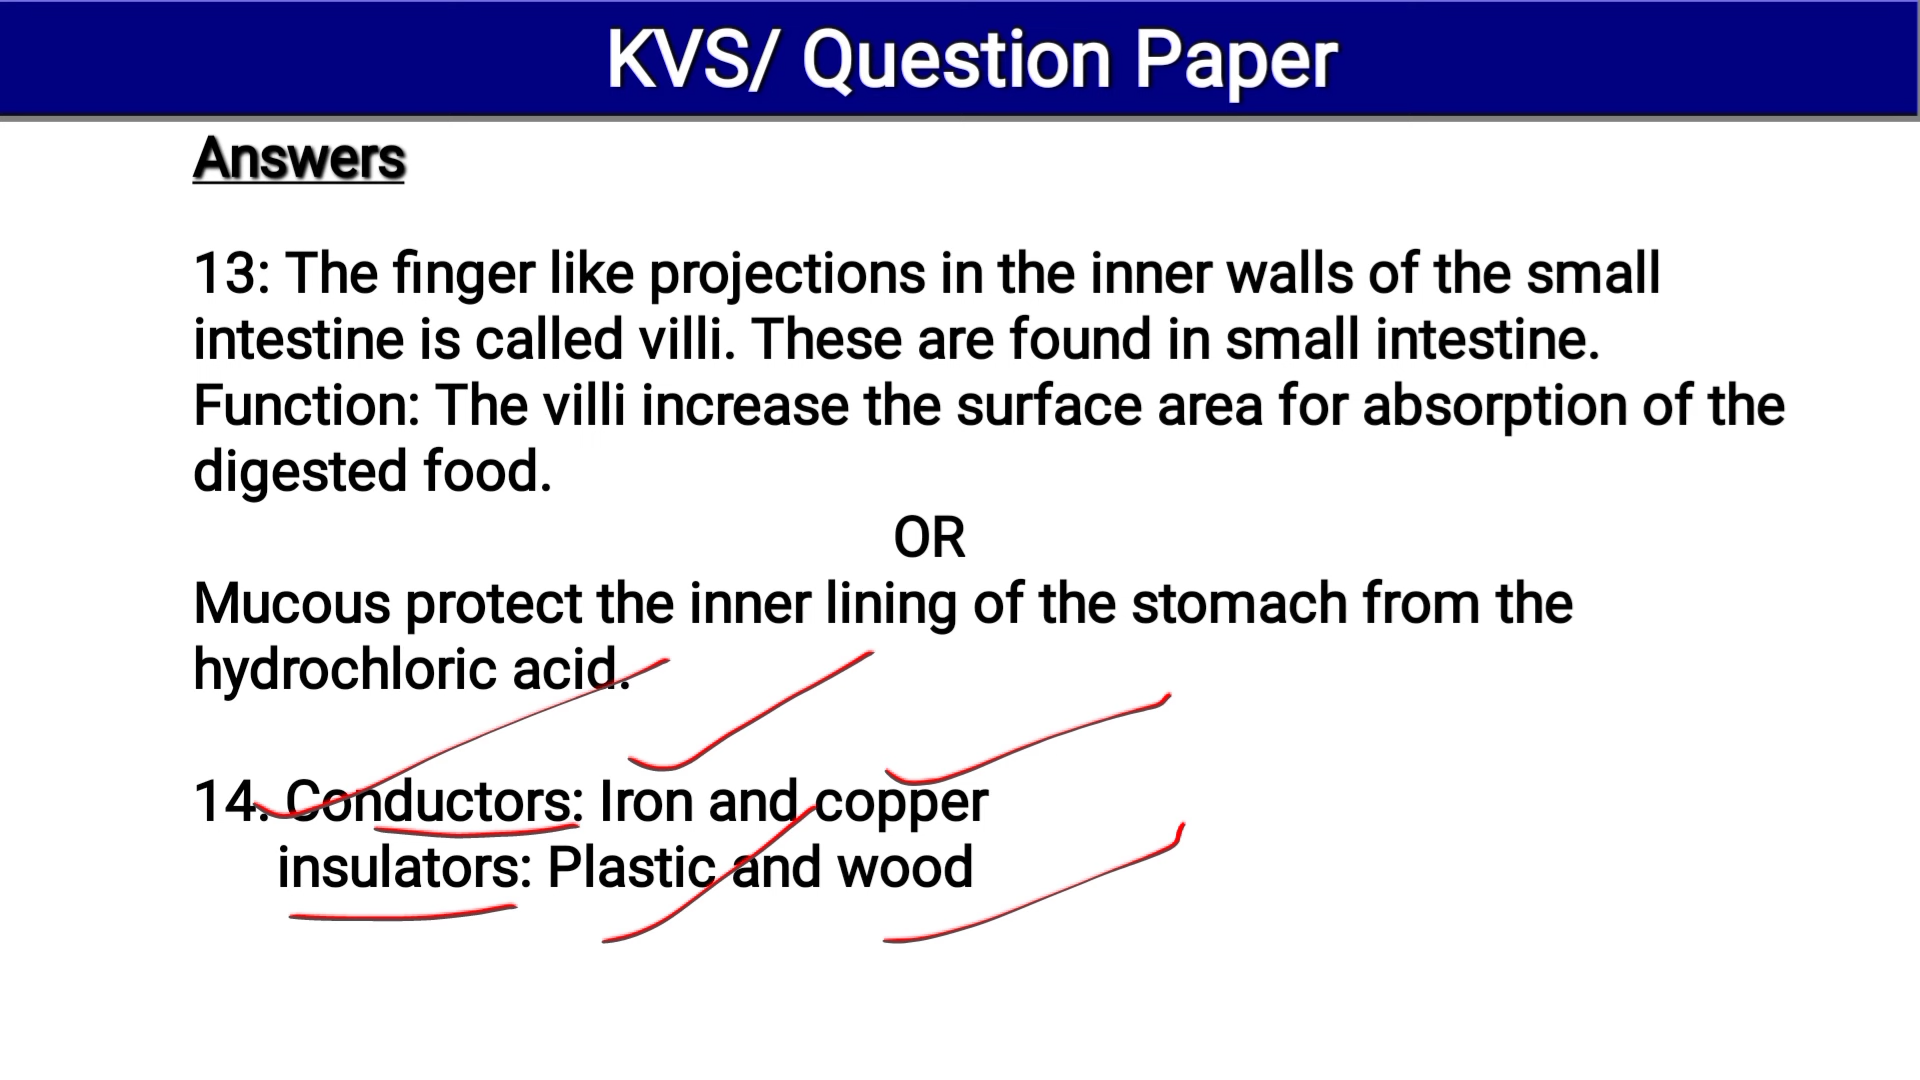 KVS/ Question Paper
Answers
13: The finger like projections in the inner walls of the small
intestine is called villi. These are found in small intestine.
Function: The villi increase the surface area for absorption of the
digested food.
OR
Mucous protect the inner lining of the stomach from the
hydrochloric acid.
14. Conductors: Iron and copper
insulators: Plastic and wood